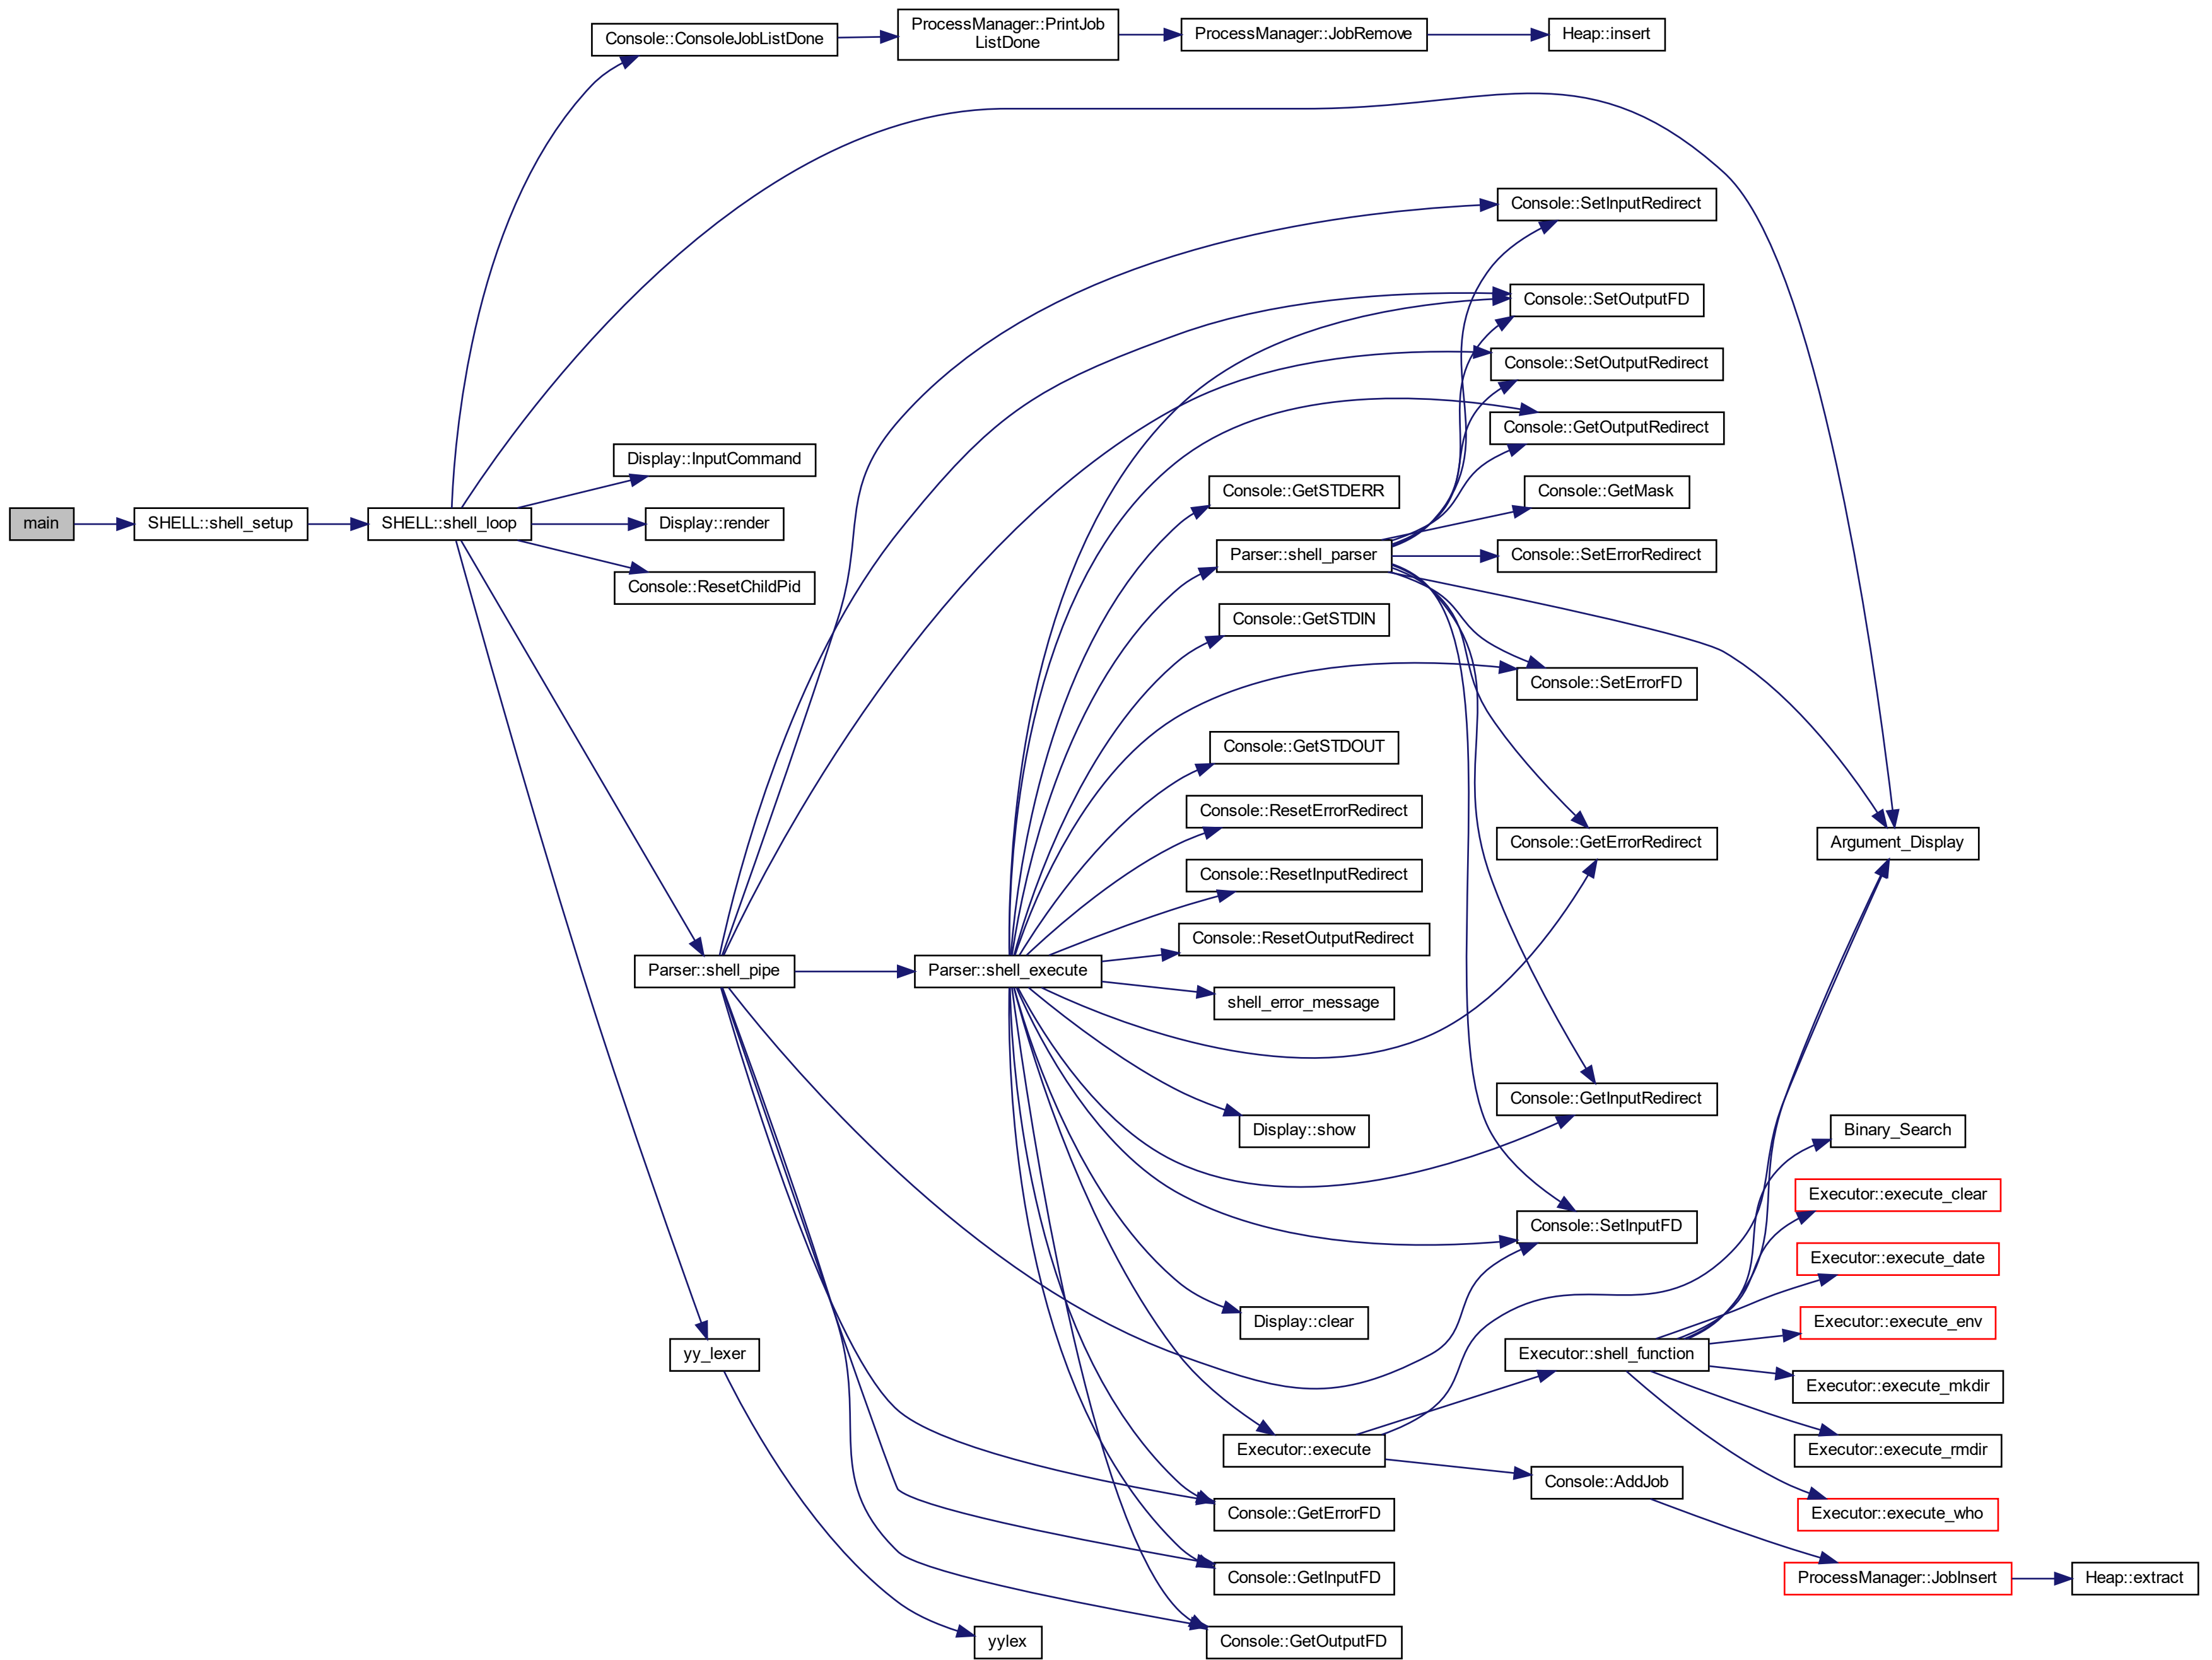 Console::ConsoleJobListDone
ProcessManager::PrintJob
ListDone
ProcessManager::JobRemove
Heap::insert
Console::SetInputRedirect
Console::SetOutputFD
Console::SetOutputRedirect
Console::GetOutputRedirect
Display::InputCommand
Console::GetSTDERR
Console::GetMask
main
SHELL::shell_setup
SHELL::shell_loop
Display::render
Parser::shell_parser
Console::SetErrorRedirect
Console::ResetChildPid
Console::GetSTDIN
Console::SetErrorFD
Console::GetSTDOUT
Console::ResetErrorRedirect
Console::GetErrorRedirect
Argument_Display
Console::ResetInputRedirect
Console::ResetOutputRedirect
Parser::shell_pipe
Parser::shell_execute
shell_error_message
Console::GetInputRedirect
Display::show
Binary_Search
Executor::execute_clear
Console::SetInputFD
Executor::execute_date
Display::clear
Executor::execute_env
yy_lexer
Executor::shell_function
Executor::execute_mkdir
Executor::execute
Executor::execute_rmdir
Console::AddJob
Console::GetErrorFD
Executor::execute_who
Console::GetInputFD
ProcessManager::JobInsert
Heap::extract
yylex
Console::GetOutputFD